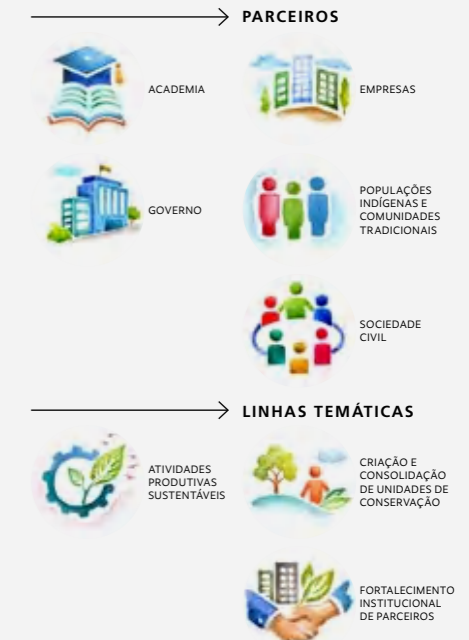 PARCEIROS
ACADEMIA
EMPRESAS
GOVERNO
POPULAÇÕES
INDÍGENAS E
COMUNIDADES
TRADICIONAIS
SOCIEDADE
CIVIL
LINHAS TEMÁTICAS
ATIVIDADES
PRODUTIVAS
SUSTENTÁVEIS
CRIAÇÃO E
CONSOLIDAÇÃO
DE UNIDADES DE
CONSERVAÇÃO
FORTALECIMENTO
INSTITUCIONAL
DE PARCEIROS